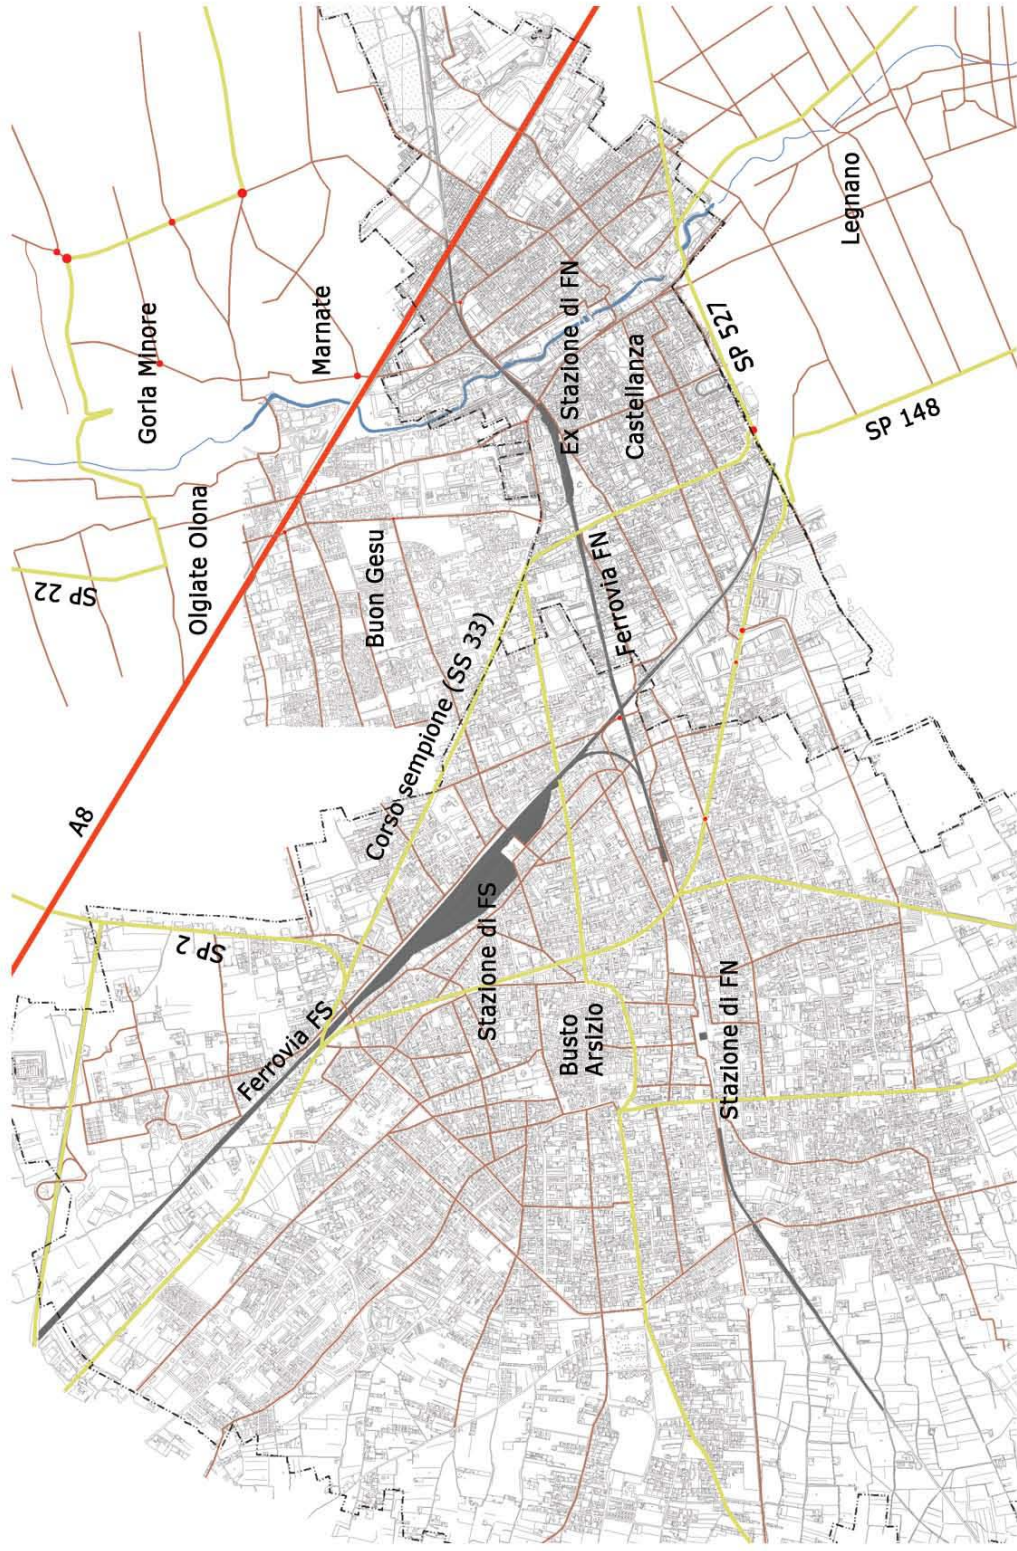 A8
SP 2
Ferrovia FS
Corso sempione (SS 33)
Stazione di FS
Busto
Arsizio
Stazione di FN
Ferrovia FN
SP 22
Olgiate Olona
Buon Gesu
Gorla Minore
Marnate
Ex Stazione di FN
Castellanza
SP 527
SP 148
Legnano